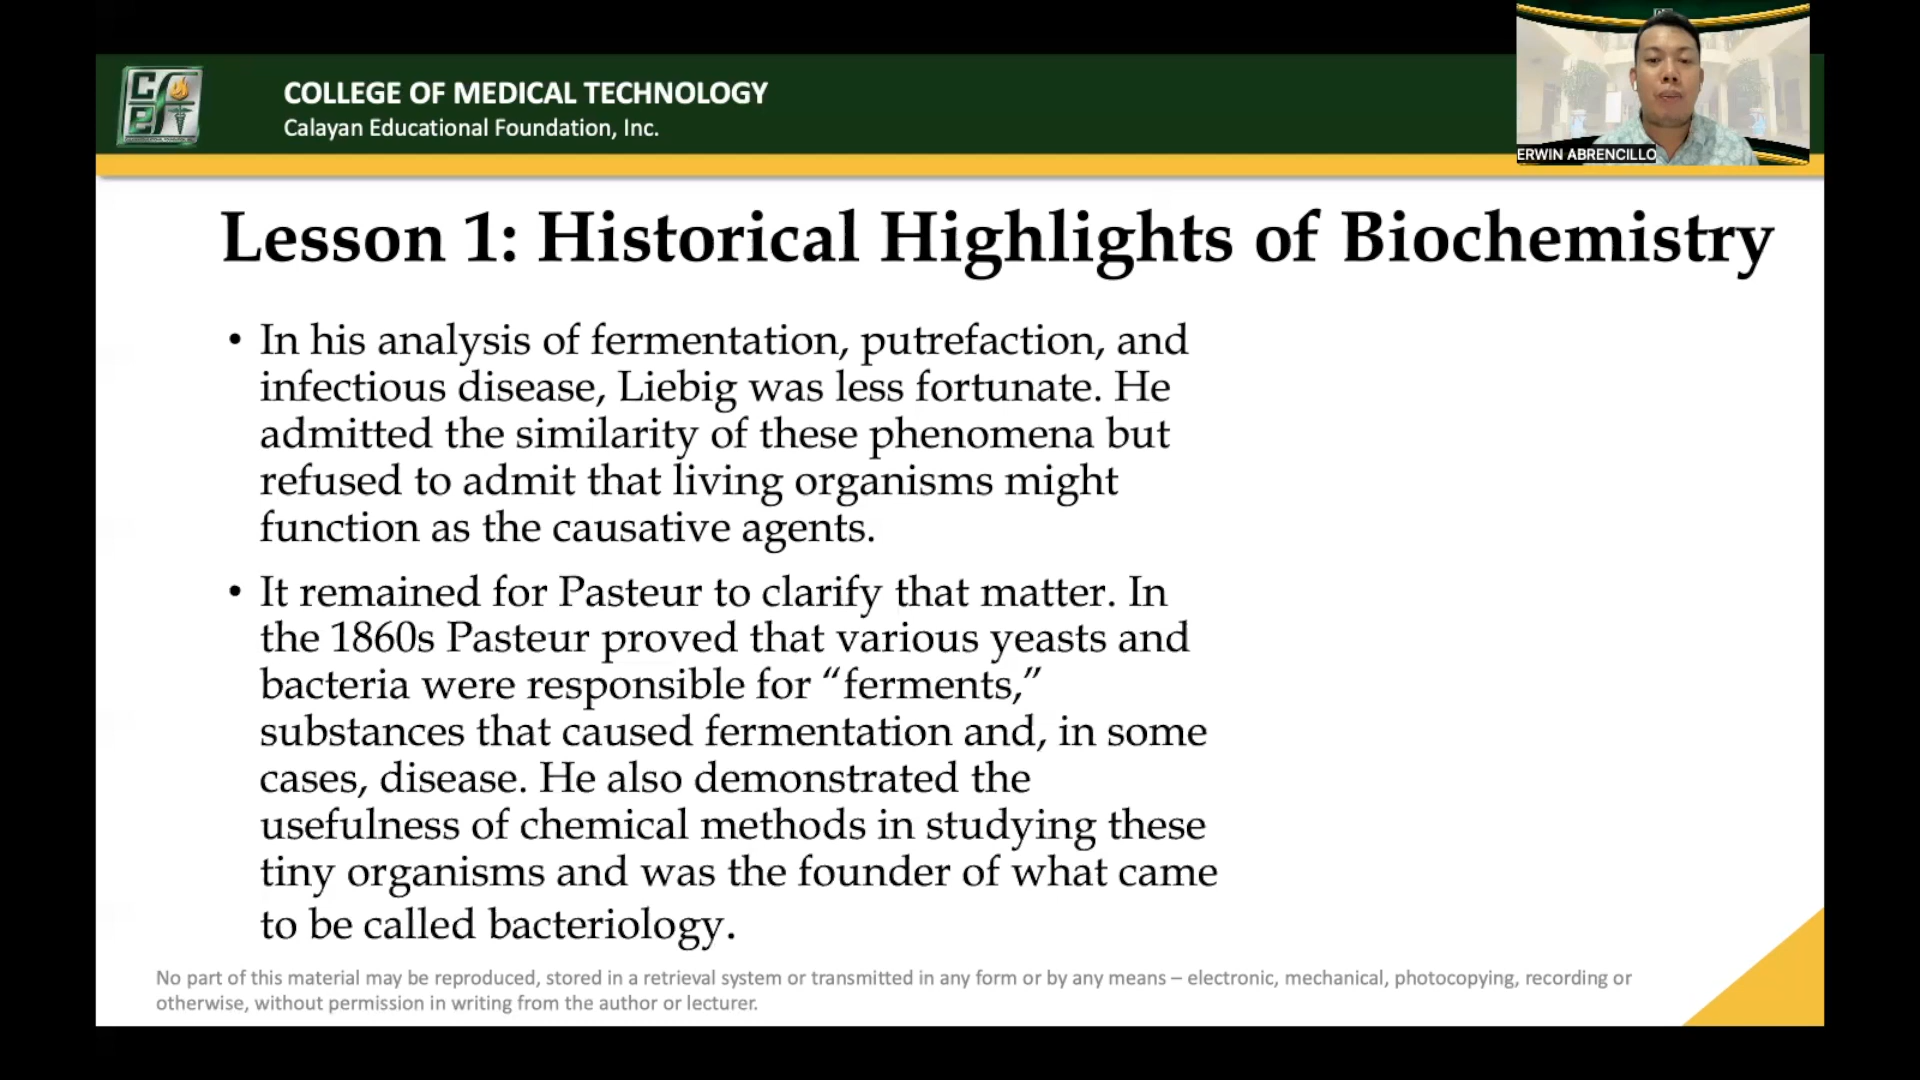 COLLEGE OF MEDICAL TECHNOLOGY
Calayan Educational Foundation, Inc.
ERWIN ABRENCILLO
Lesson 1: Historical Highlights of Biochemistry
• In his analysis of fermentation, putrefaction, and
infectious disease, Liebig was less fortunate. He
admitted the similarity of these phenomena but
refused to admit that living organisms might
function as the causative agents.
• It remained for Pasteur to clarify that matter. In
the 1860s Pasteur proved that various yeasts and
bacteria were responsible for “ferments,”
substances that caused fermentation and, in some
cases, disease. He also demonstrated the
usefulness of chemical methods in studying these
tiny organisms and was the founder of what came
to be called bacteriology.
No part of this material may be reproduced, stored in a retrieval system or transmitted in any form or by any means – electronic, mechanical, photocopying, recording or
otherwise, without permission in writing from the author or lecturer.